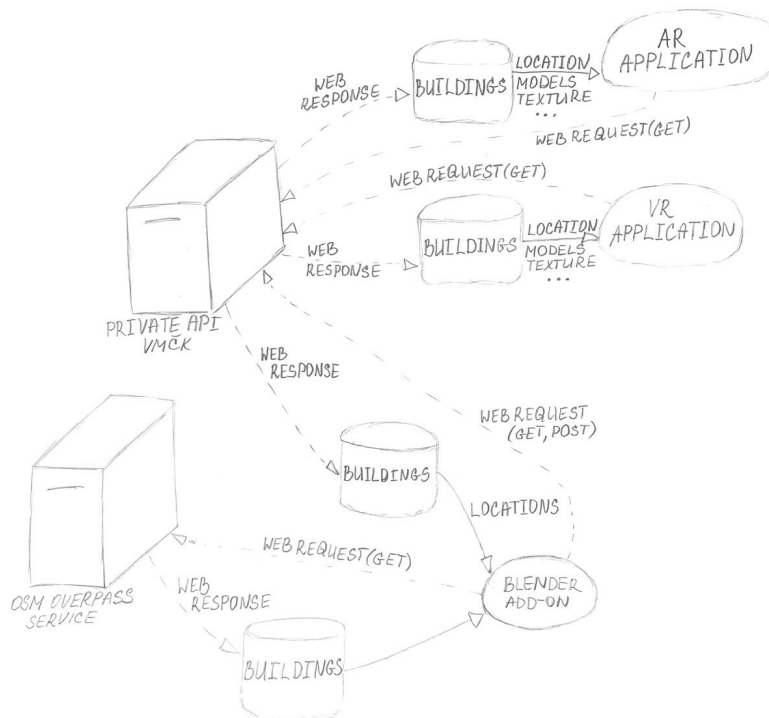 AR
APPLICATION
WEB
RESPONSE
BUILDINGS
LOCATION
MODELS
TEXTURE
...
WEB REQUEST(GET)
WEB REQUEST(GET)
VR
APPLICATION
BUILDINGS
LOCATION
MODELS
TEXTURE
...
WEB
RESPONSE
PRIVATE API
VMČK
WEB
RESPONSE
WEB REQUEST
(GET, POST)
BUILDINGS
LOCATIONS
WEB REQUEST(GET)
BLENDER
ADD-ON
OSM OVERPASS
SERVICE
WEB
RESPONSE
BUILDINGS